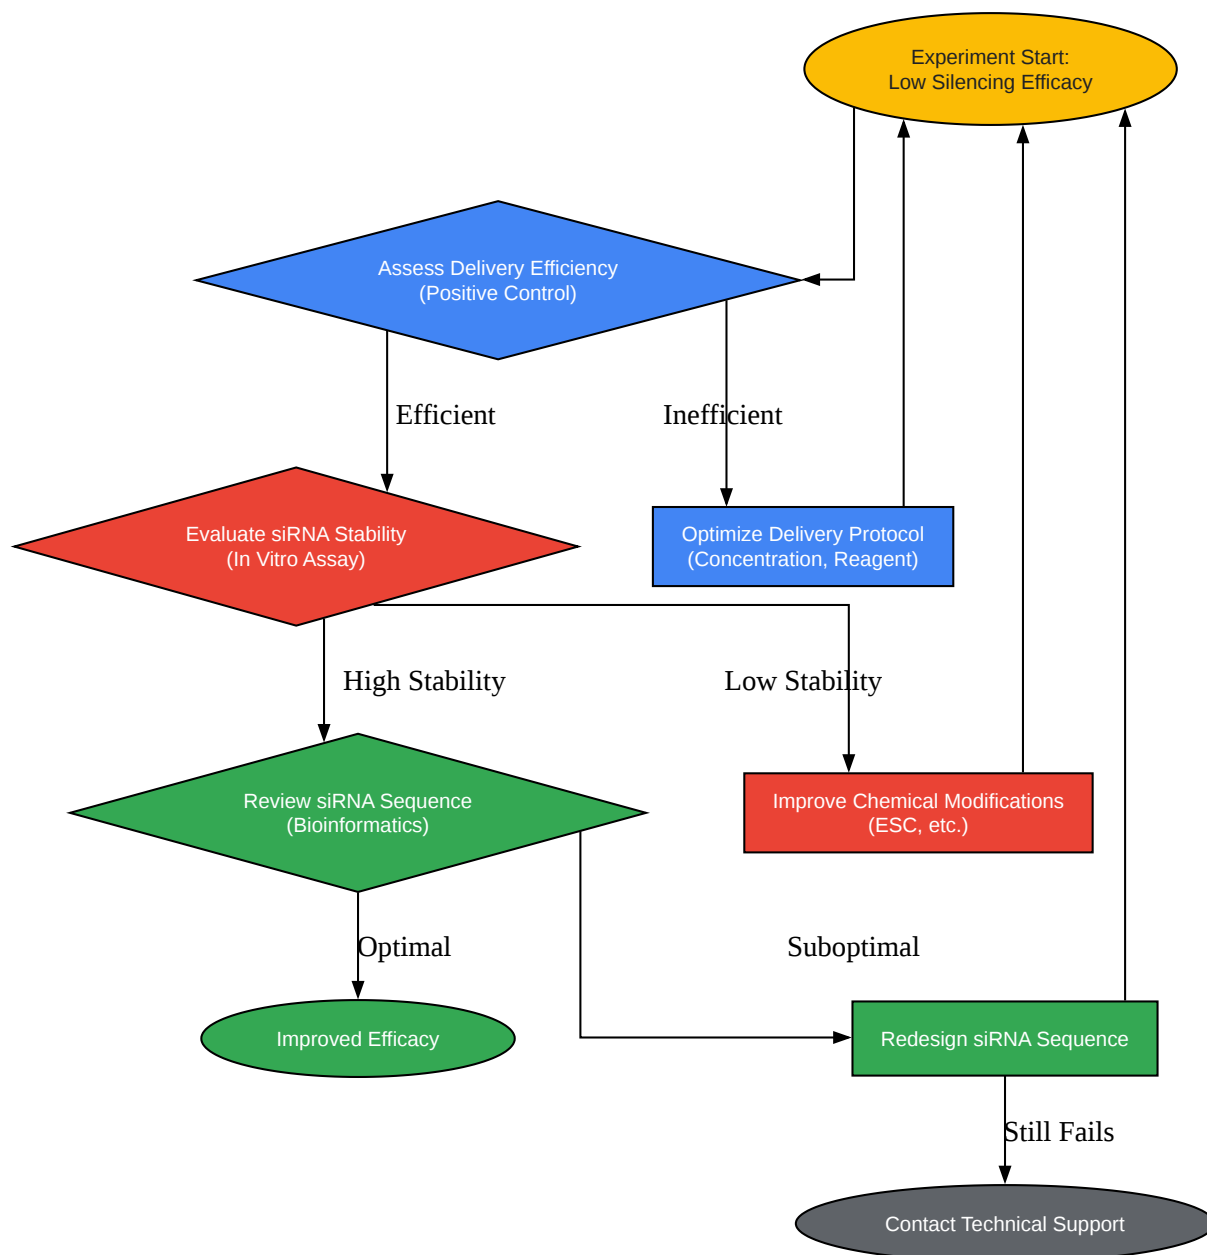 Experiment Start:
Low Silencing Efficacy
Assess Delivery Efficiency
(Positive Control)
Efficient
Inefficient
Evaluate siRNA Stability
(In Vitro Assay)
Optimize Delivery Protocol
(Concentration, Reagent)
High Stability
Low Stability
Review siRNA Sequence
(Bioinformatics)
Improve Chemical Modifications
(ESC, etc.)
Optimal
Suboptimal
Improved Efficacy
Redesign siRNA Sequence
Still Fails
Contact Technical Support